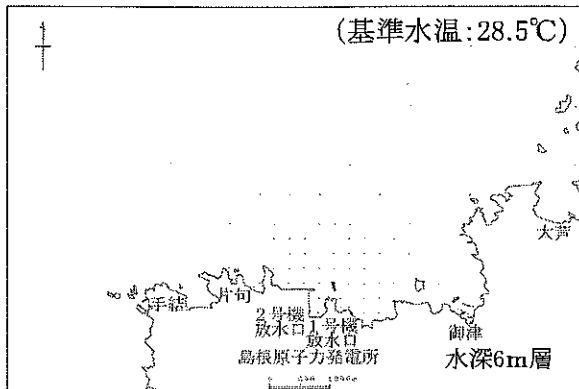 (基準水温:28.5℃)
大芦
手結
片句
2号機
放水口
1号機
放水口
御津
島根原子力発電所
水深6m層